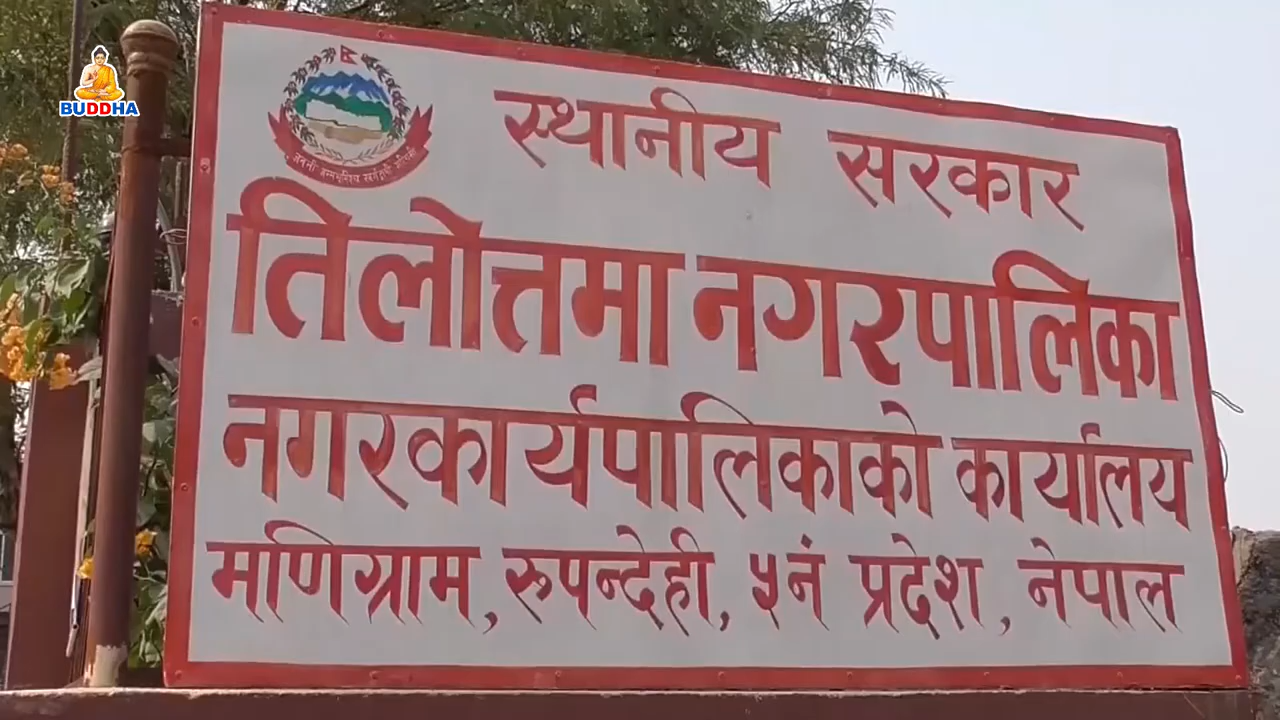 BUDDHA
स्थानीय सरकार
तिलोत्तमा नगरपालिका
नगरकार्यपालिकाको कार्यालय
मणिग्राम, रुपन्देही, ५नं प्रदेश, नेपाल